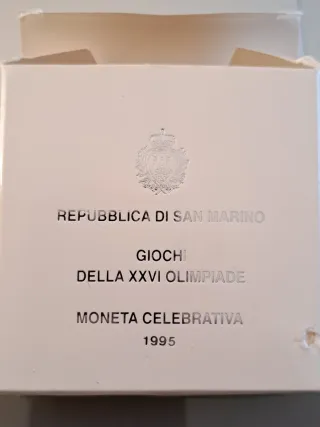 REPUBBLICA DI SAN MARINO
GIOCHI
DELLA XXVI OLIMPIADE
MONETA CELEBRATIVA
1995